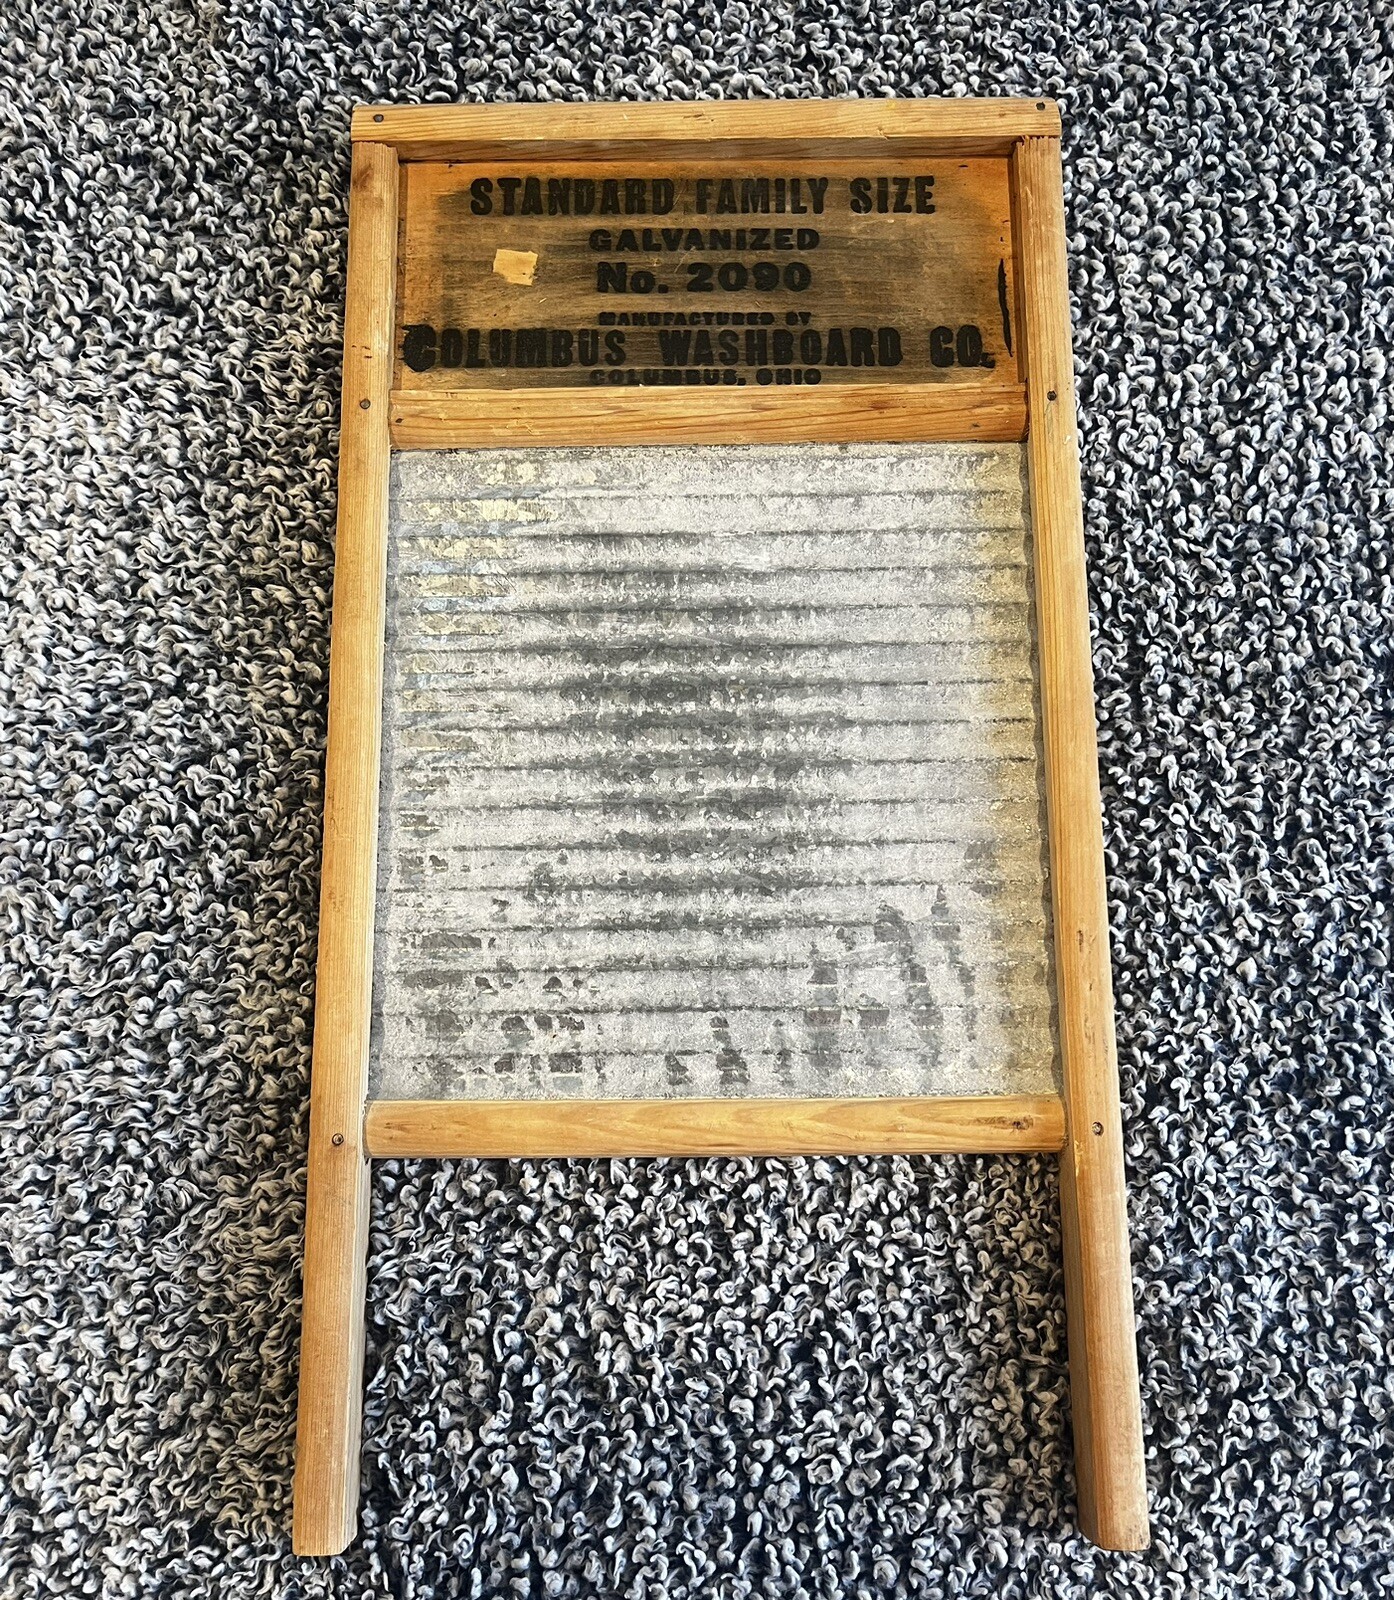 STANDARD FAMILY SIZE
GALVANIZED
No. 2090
MANUFACTURED BY
COLUMBUS WASHBOARD CO.
COLUMBUS, OHIO